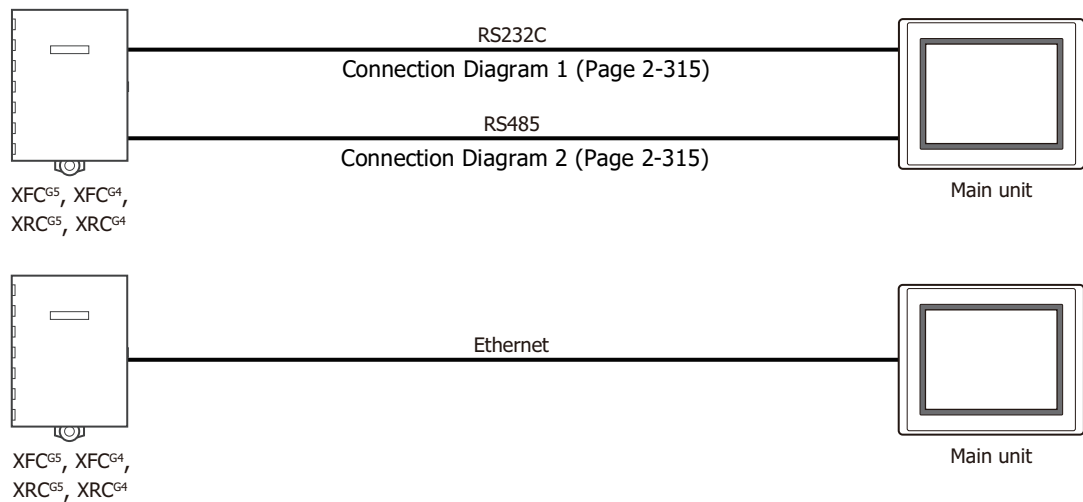 RS232C
Connection Diagram 1 (Page 2-315)
RS485
Connection Diagram 2 (Page 2-315)
XFCᴳ⁵, XFCᴳ⁴,
XRCᴳ⁵, XRCᴳ⁴
Main unit
Ethernet
XFCᴳ⁵, XFCᴳ⁴,
XRCᴳ⁵, XRCᴳ⁴
Main unit